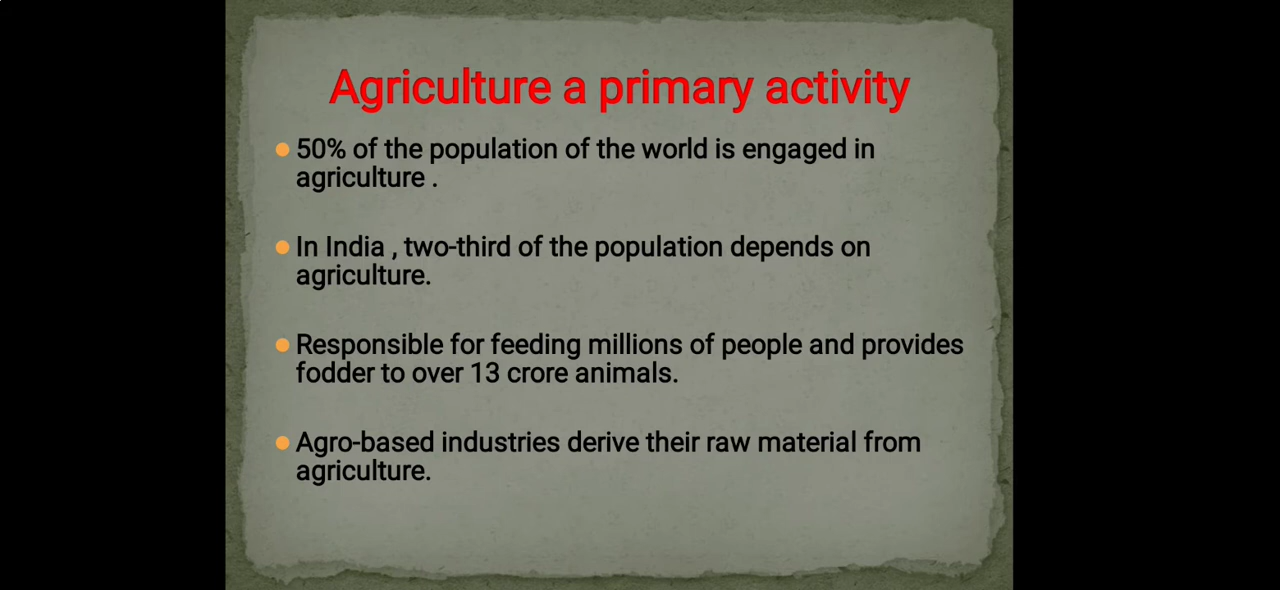 Agriculture a primary activity
50% of the population of the world is engaged in
agriculture .
In India , two-third of the population depends on
agriculture.
Responsible for feeding millions of people and provides
fodder to over 13 crore animals.
Agro-based industries derive their raw material from
agriculture.